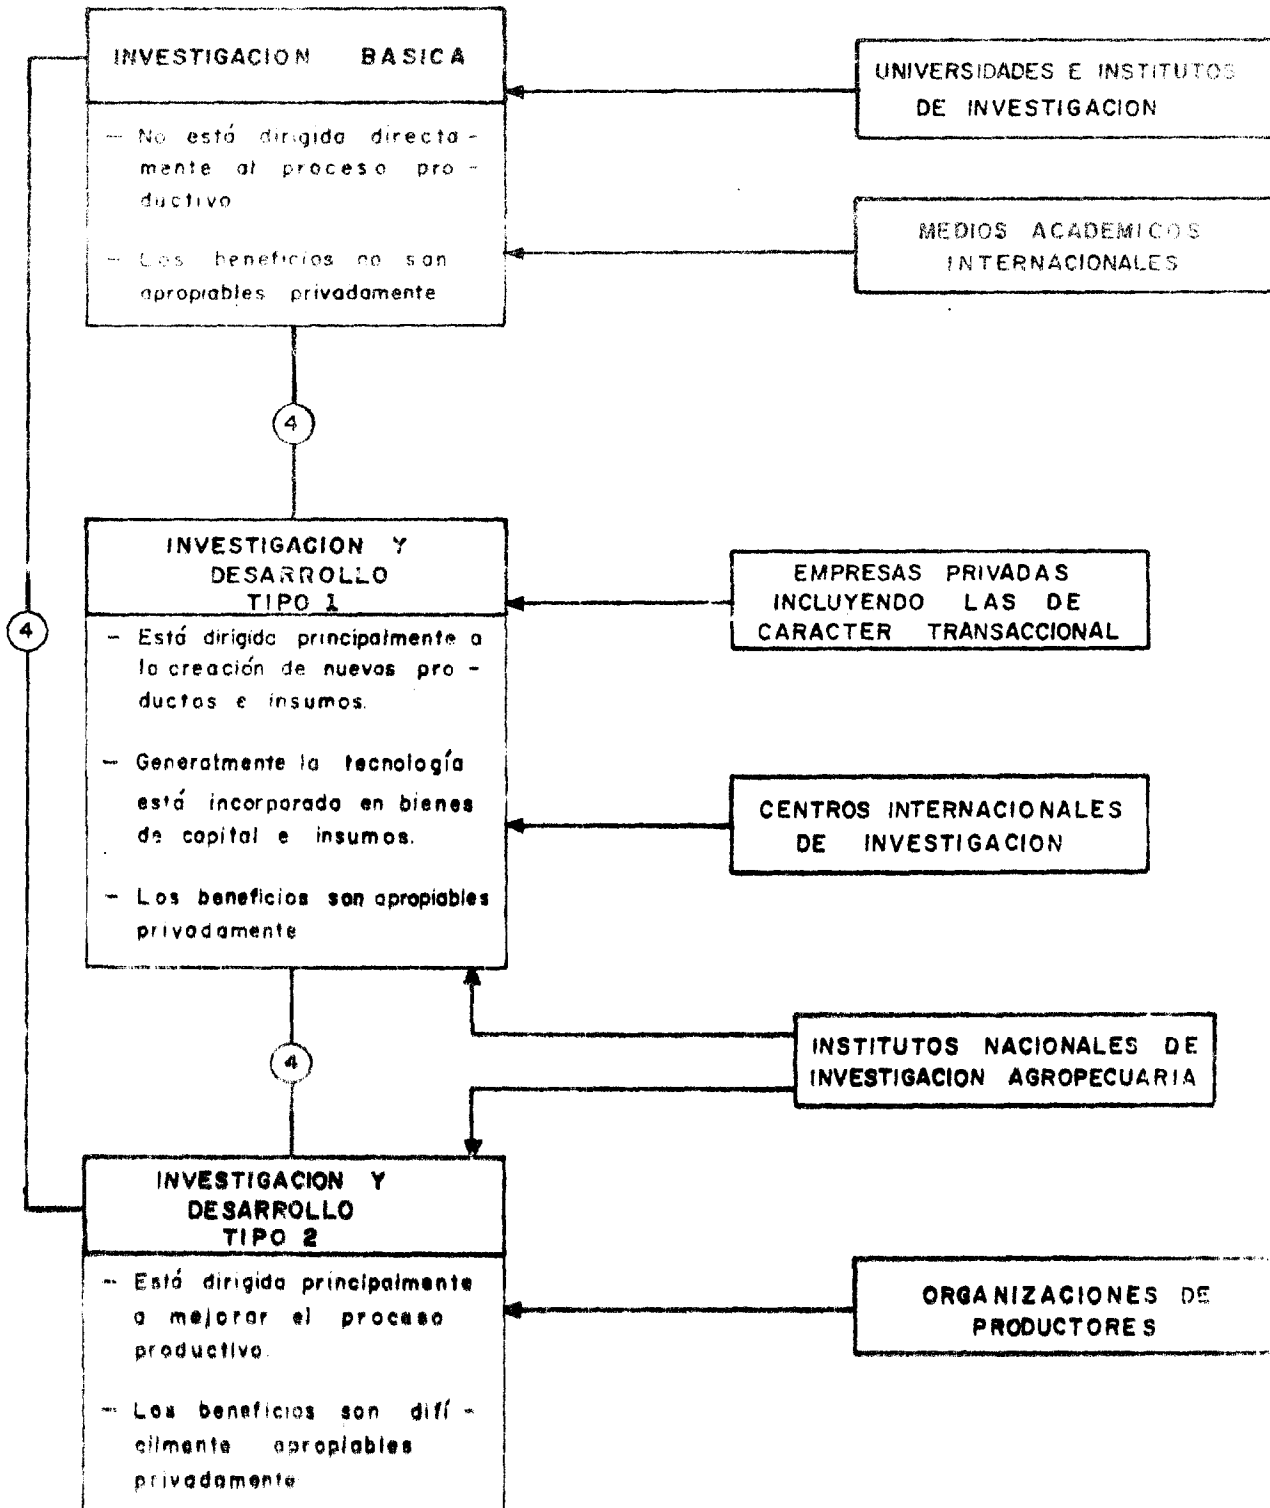 INVESTIGACION BASICA
- No está dirigida directa-
mente al proceso pro-
ductivo
- Los beneficios no son
apropiables privadamente
UNIVERSIDADES E INSTITUTOS
DE INVESTIGACION
MEDIOS ACADEMICOS
INTERNACIONALES
4
4
INVESTIGACION Y
DESARROLLO
TIPO 1
- Está dirigida principalmente a
la creación de nuevos pro-
ductos e insumos.
- Generalmente la tecnología
está incorporada en bienes
de capital e insumos.
- Los beneficios son apropiables
privadamente
EMPRESAS PRIVADAS
INCLUYENDO LAS DE
CARACTER TRANSACCIONAL
CENTROS INTERNACIONALES
DE INVESTIGACION
4
INSTITUTOS NACIONALES DE
INVESTIGACION AGROPECUARIA
INVESTIGACION Y
DESARROLLO
TIPO 2
- Está dirigida principalmente
a mejorar el proceso
productivo.
- Los beneficios son difí-
cilmente apropiables
privadamente
ORGANIZACIONES DE
PRODUCTORES